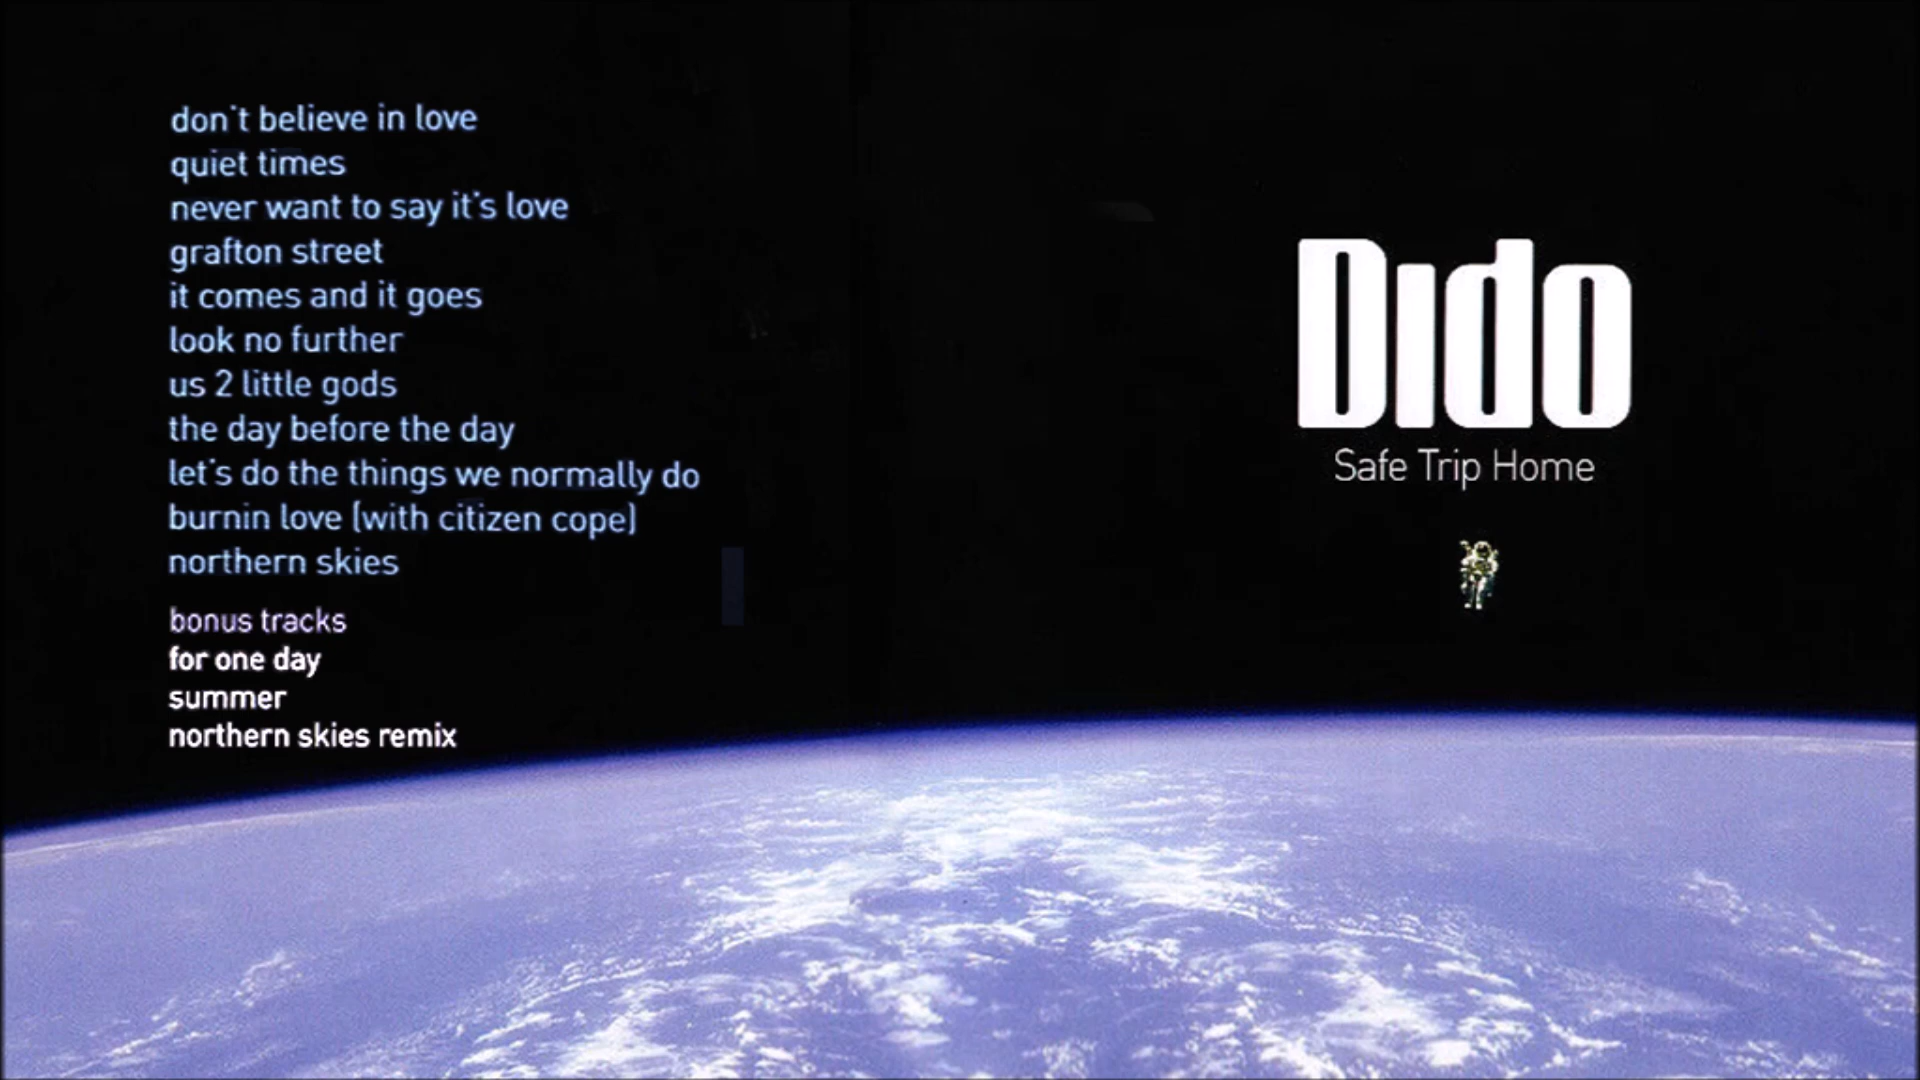 don't believe in love
quiet times
never want to say it's love
grafton street
it comes and it goes
look no further
us 2 little gods
the day before the day
let's do the things we normally do
burnin love (with citizen cope)
northern skies
bonus tracks
for one day
summer
northern skies remix
Dido
Safe Trip Home